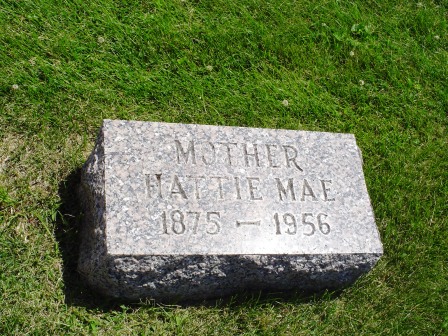 MOTHER
HATTIE MAE
1875 — 1956